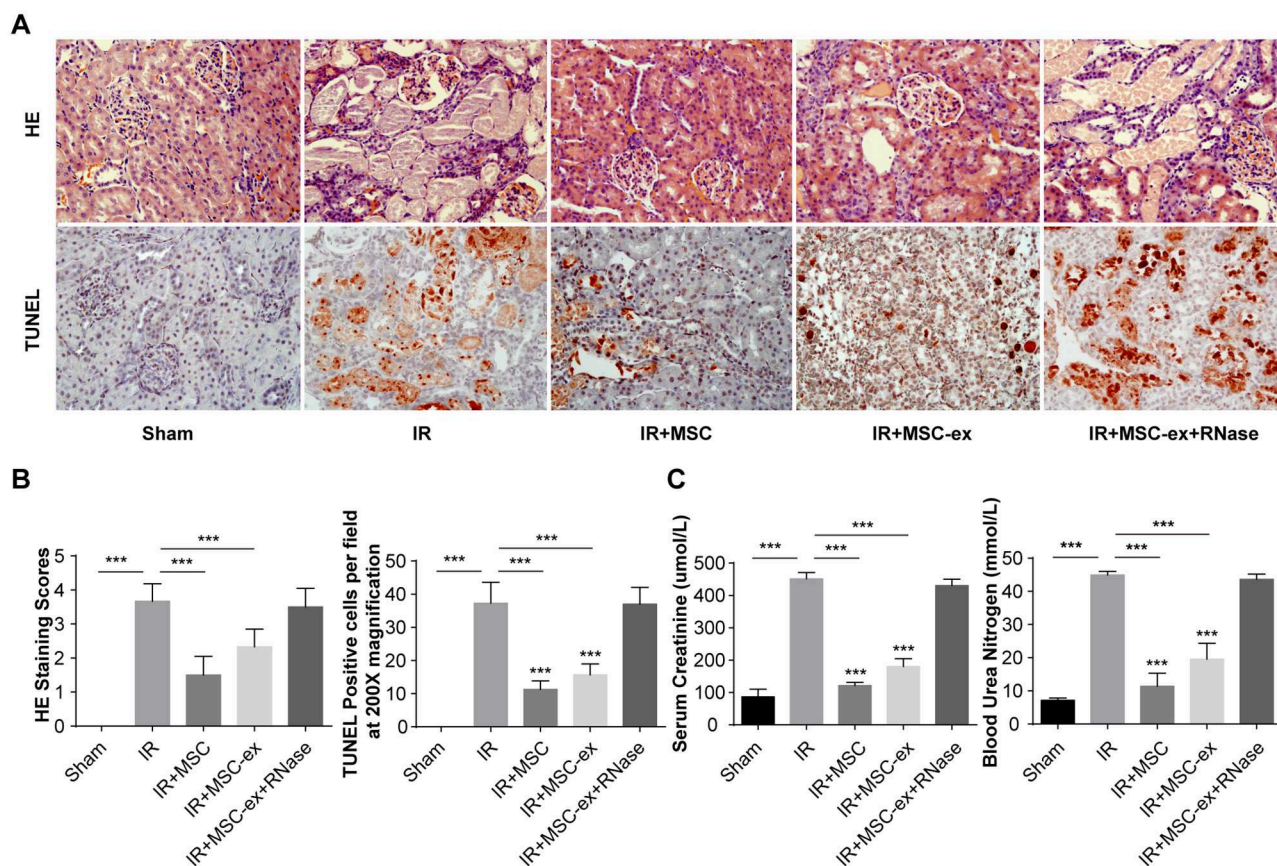 A
HE
TUNEL
Sham
IR
IR+MSC
IR+MSC-ex
IR+MSC-ex+RNase
B
HE Staining Scores
5
4
3
2
1
0
***
***
***
Sham
IR
IR+MSC
IR+MSC-ex
IR+MSC-ex+RNase
TUNEL Positive cells per field
at 200X magnification
50
40
30
20
10
0
***
***
***
***
***
Sham
IR
IR+MSC
IR+MSC-ex
IR+MSC-ex+RNase
C
Serum Creatinine (umol/L)
500
400
300
200
100
0
***
***
***
***
***
Sham
IR
IR+MSC
IR+MSC-ex
IR+MSC-ex+RNase
Blood Urea Nitrogen (mmol/L)
50
40
30
20
10
0
***
***
***
***
***
Sham
IR
IR+MSC
IR+MSC-ex
IR+MSC-ex+RNase